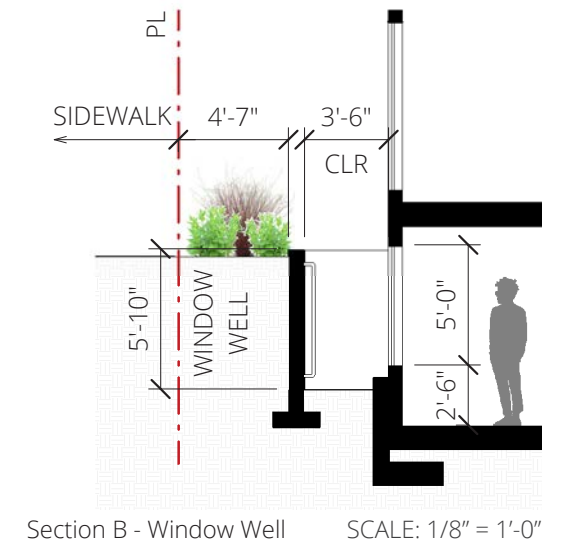 PL
SIDEWALK
4'-7"
3'-6"
CLR
5'-10"
WINDOW
WELL
5'-0"
2'-6"
Section B - Window Well
SCALE: 1/8” = 1’-0”